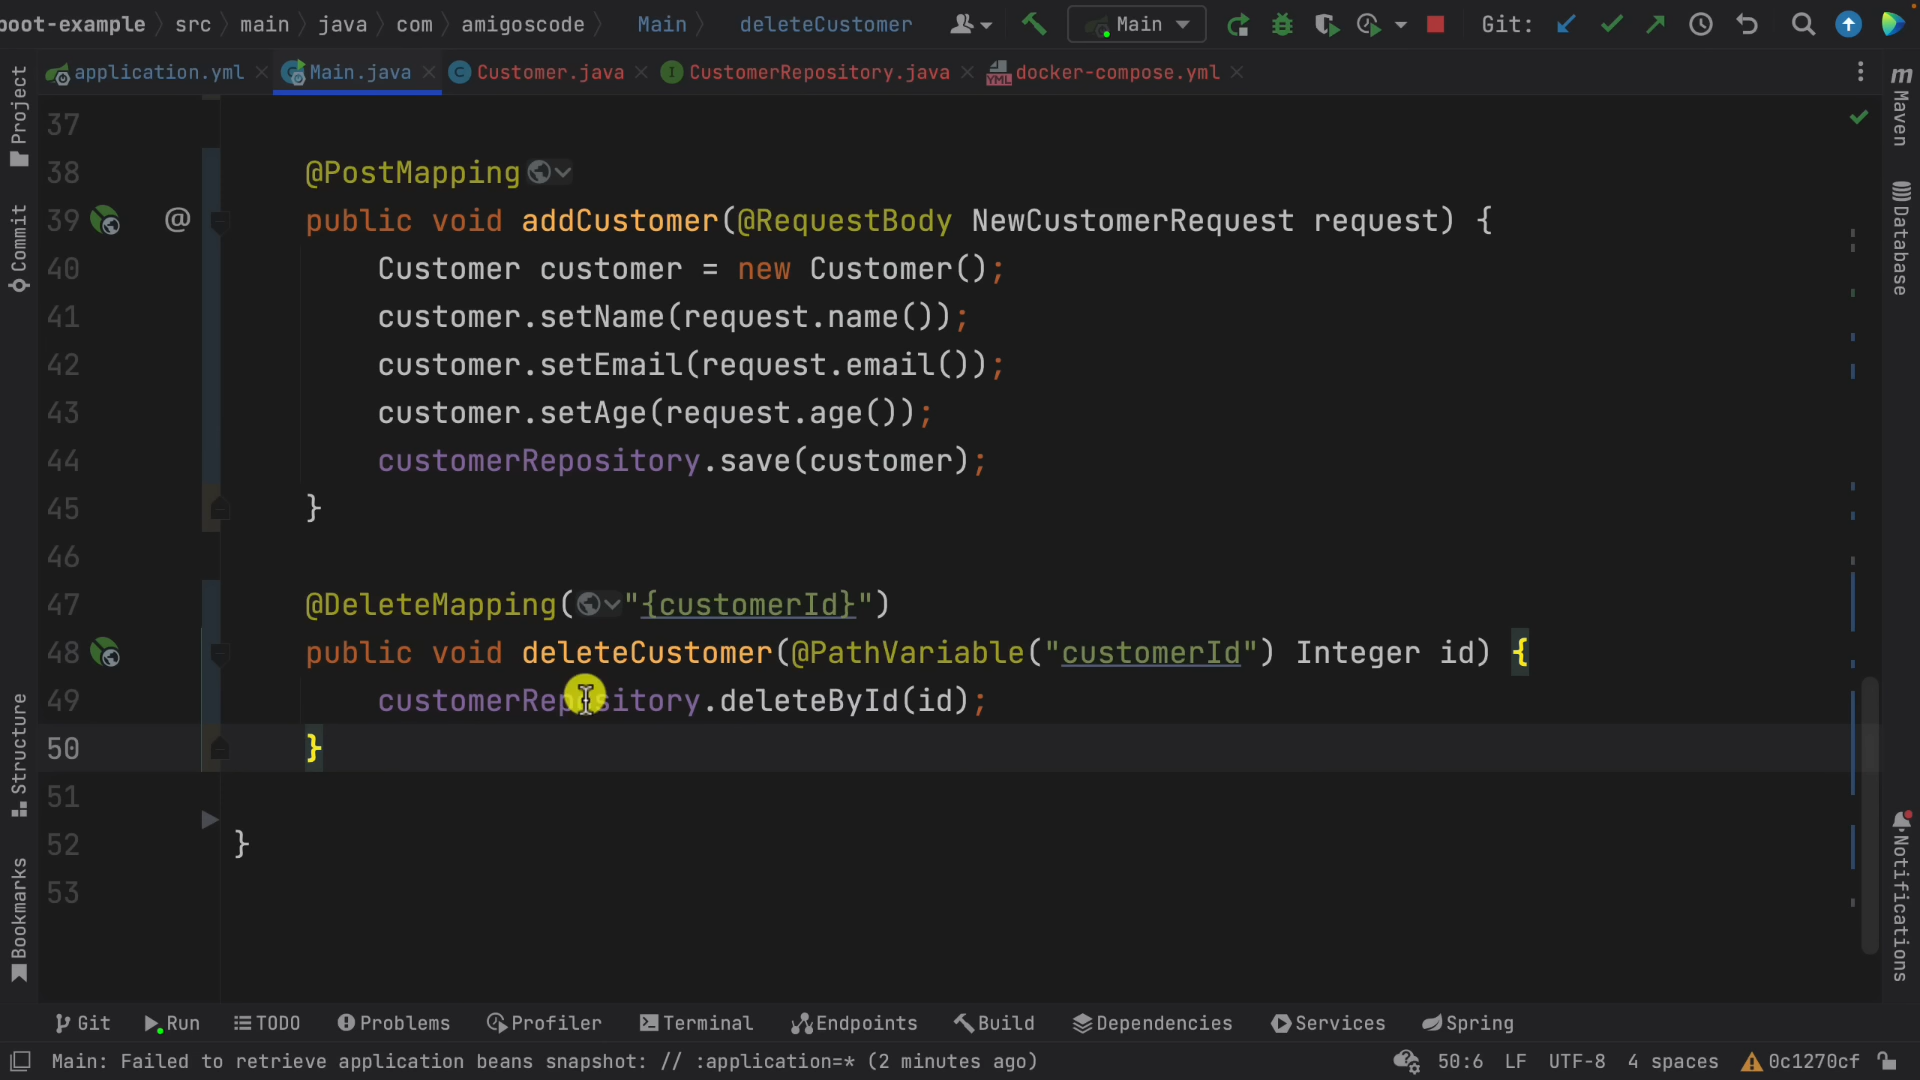 boot-example src main java com amigoscode Main deleteCustomer Main Git:
application.yml Main.java Customer.java CustomerRepository.java docker-compose.yml
Project
Commit
Structure
Bookmarks
Maven
Database
Notifications
37
38 @PostMapping
39 @ public void addCustomer(@RequestBody NewCustomerRequest request) {
40 Customer customer = new Customer();
41 customer.setName(request.name());
42 customer.setEmail(request.email());
43 customer.setAge(request.age());
44 customerRepository.save(customer);
45 }
46
47 @DeleteMapping("{customerId}")
48 public void deleteCustomer(@PathVariable("customerId") Integer id) {
49 customerRepository.deleteById(id);
50 }
51
52 }
53
Git Run TODO Problems Profiler Terminal Endpoints Build Dependencies Services Spring
Main: Failed to retrieve application beans snapshot: // :application=* (2 minutes ago) 50:6 LF UTF-8 4 spaces 0c1270cf